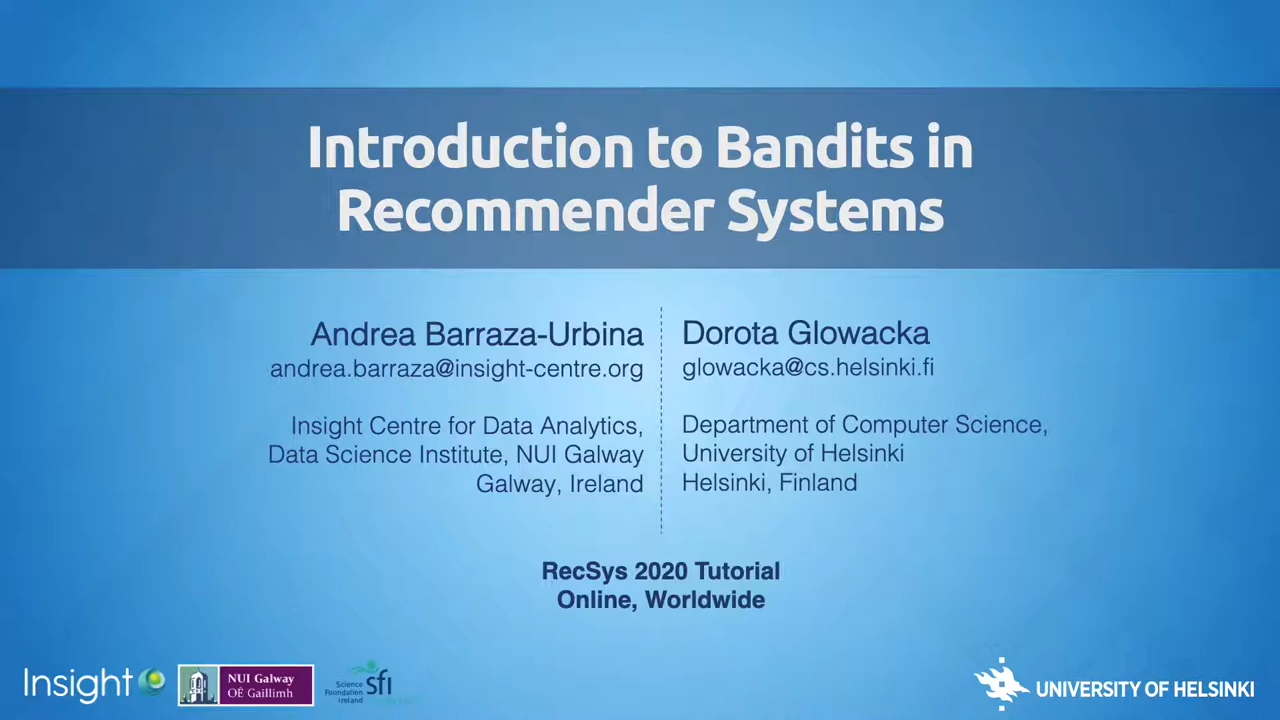 Introduction to Bandits in
Recommender Systems
Andrea Barraza-Urbina
andrea.barraza@insight-centre.org
Insight Centre for Data Analytics,
Data Science Institute, NUI Galway
Galway, Ireland
Dorota Glowacka
glowacka@cs.helsinki.fi
Department of Computer Science,
University of Helsinki
Helsinki, Finland
RecSys 2020 Tutorial
Online, Worldwide
Insight
NUI Galway
OÉ Gaillimh
Science
Foundation
Ireland
sfi
UNIVERSITY OF HELSINKI